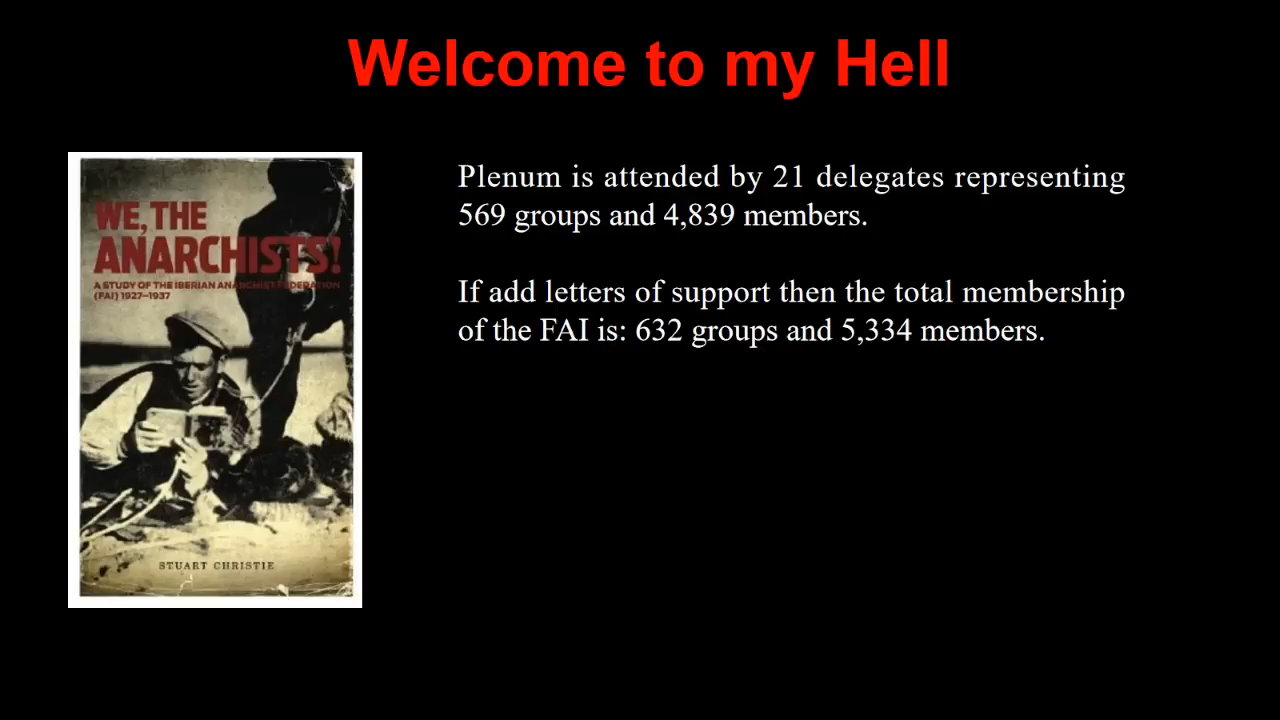 Welcome to my Hell
WE, THE
ANARCHISTS!
A STUDY OF THE IBERIAN ANARCHIST FEDERATION
(FAI) 1927–1937
STUART CHRISTIE
Plenum is attended by 21 delegates representing
569 groups and 4,839 members.
If add letters of support then the total membership
of the FAI is: 632 groups and 5,334 members.